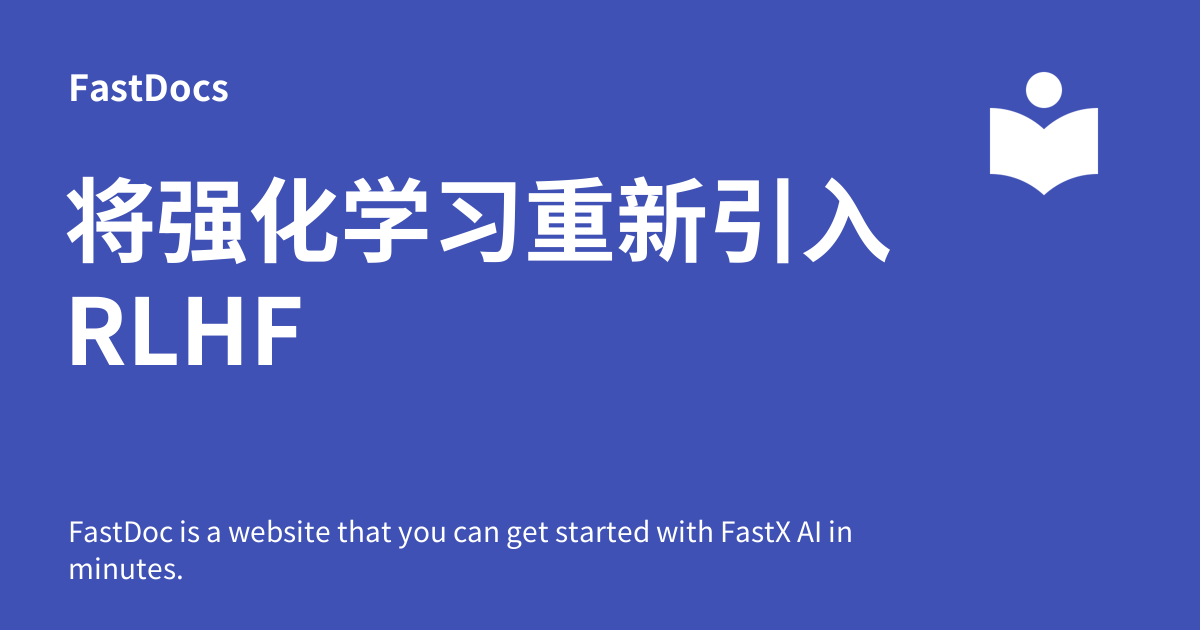 FastDocs
将强化学习重新引入
RLHF
FastDoc is a website that you can get started with FastX AI in
minutes.